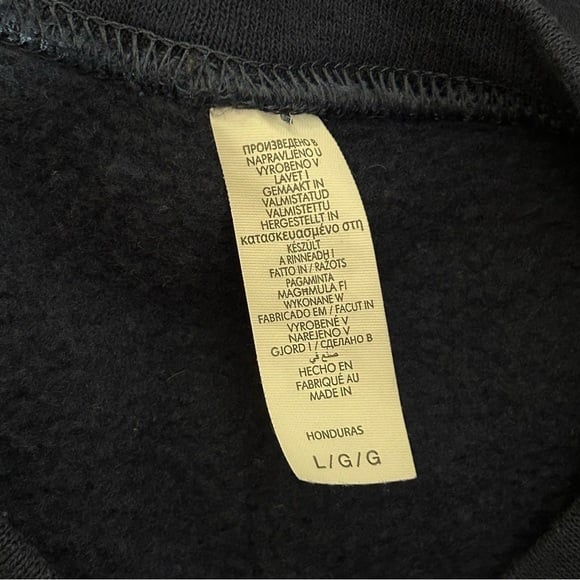 ПРОИЗВЕДЕНО В
NAPRAVLJENO U
VYROBENO V
LAVET I
GEMAAKT IN
VALMISTATUD
VALMISTETTU
HERGESTELLT IN
κατασκευασμένο στη
KÉSZÜLT
A RINNEADH I
FATTO IN / RAŽOTS
PAGAMINTA
MAGĦMULA FI
WYKONANE W
FABRICADO EM / FACUT IN
VYROBENÉ V
NAREJENO V
GJORD I / СДЕЛАНО В
صنع في
HECHO EN
FABRIQUÉ AU
MADE IN
HONDURAS
L/G/G